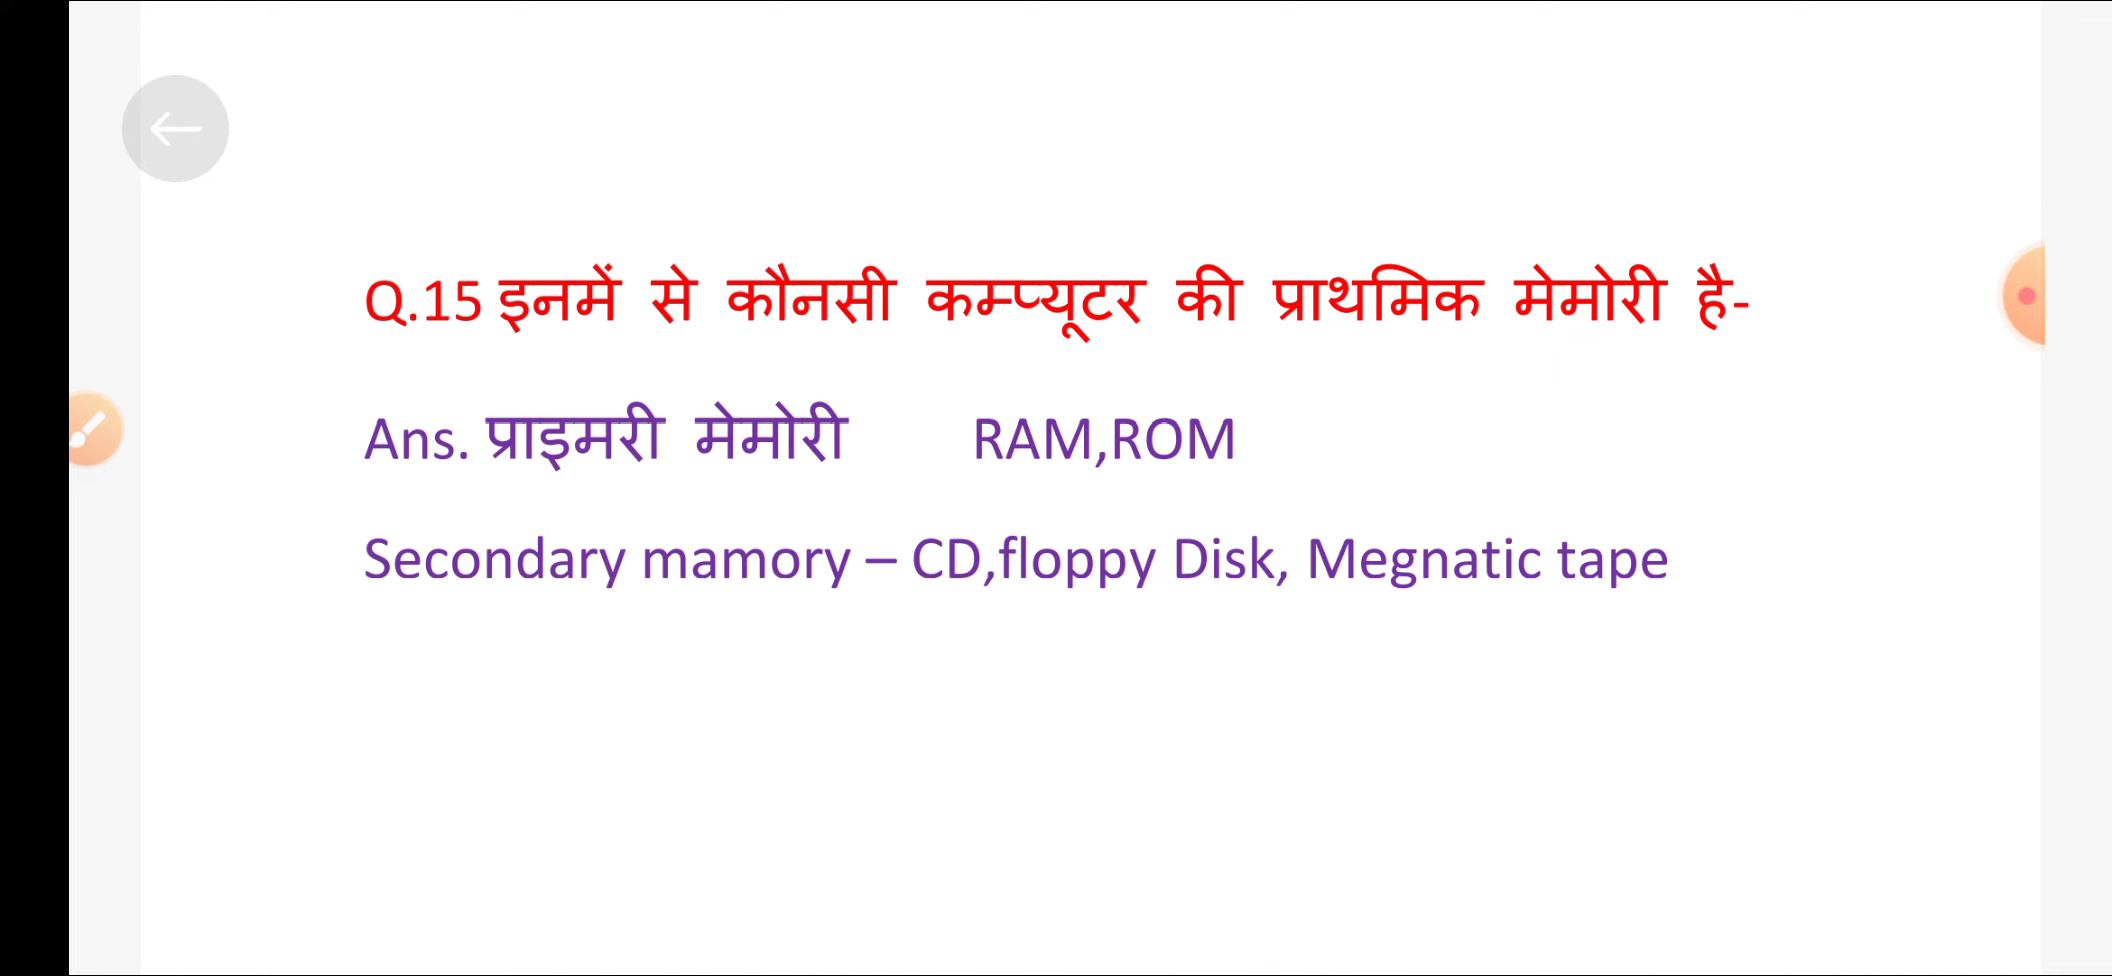 Q.15 इनमें से कौनसी कम्प्यूटर की प्राथमिक मेमोरी है-
Ans. प्राइमरी मेमोरी RAM,ROM
Secondary mamory – CD,floppy Disk, Megnatic tape